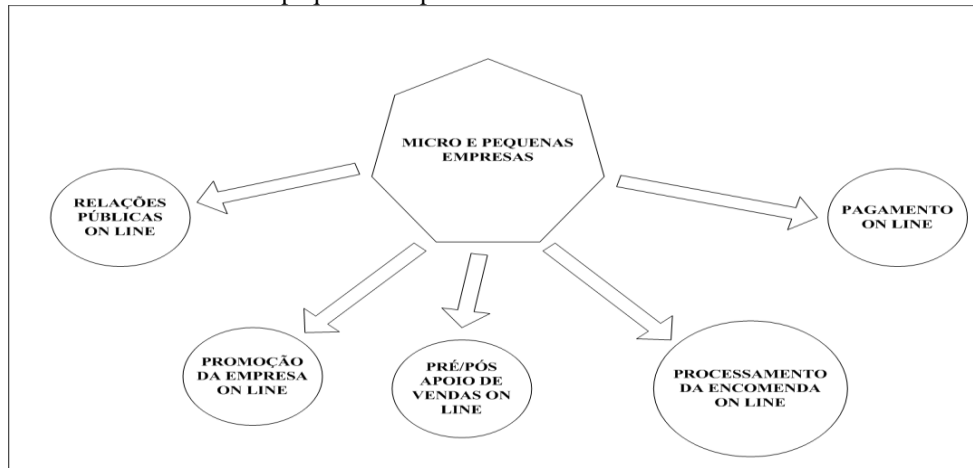 MICRO E PEQUENAS
EMPRESAS
RELAÇÕES
PÚBLICAS
ON LINE
PAGAMENTO
ON LINE
PROMOÇÃO
DA EMPRESA
ON LINE
PRÉ/PÓS
APOIO DE
VENDAS ON
LINE
PROCESSAMENTO
DA ENCOMENDA
ON LINE